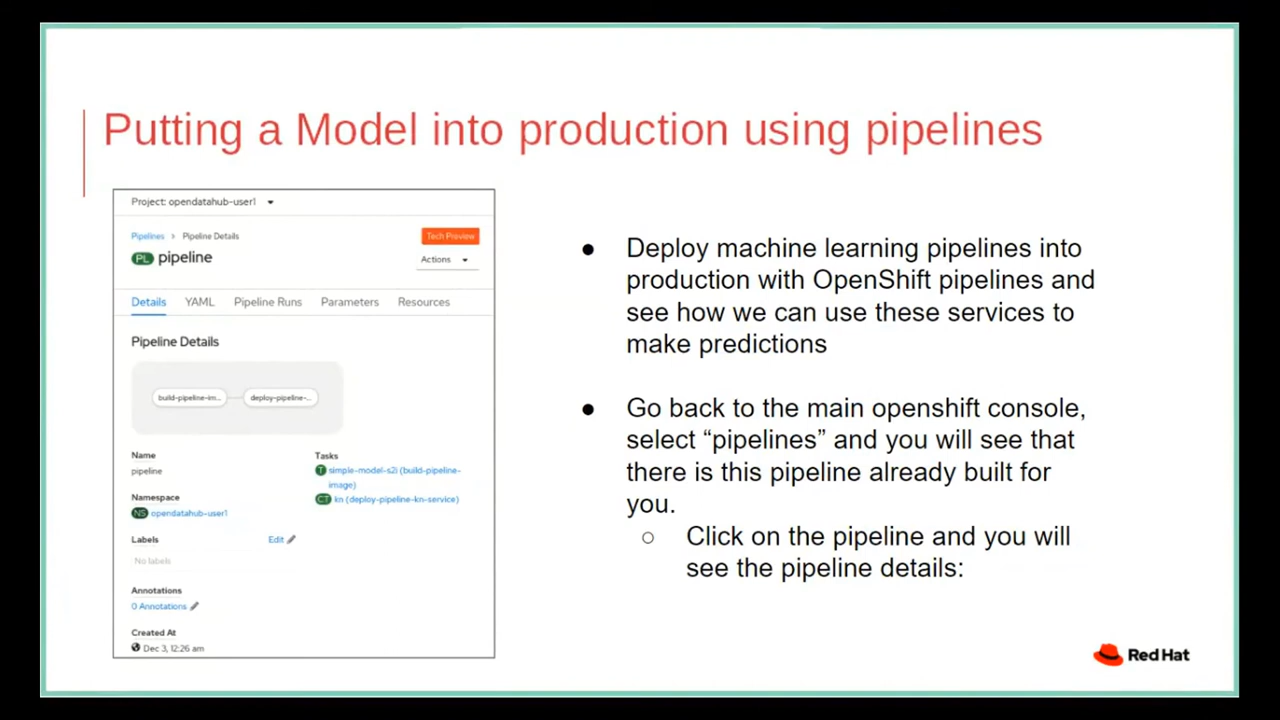 Putting a Model into production using pipelines
Project: opendatahub-user1
Pipelines > Pipeline Details
Tech Preview
PL pipeline
Actions
Details YAML Pipeline Runs Parameters Resources
Pipeline Details
build-pipeline-im... deploy-pipeline-...
Name
pipeline
Namespace
NS opendatahub-user1
Labels
Edit
No labels
Annotations
0 Annotations
Created At
Dec 3, 12:26 am
Tasks
T simple-model-s2i (build-pipeline-
image)
CT kn (deploy-pipeline-kn-service)
● Deploy machine learning pipelines into
production with OpenShift pipelines and
see how we can use these services to
make predictions
● Go back to the main openshift console,
select “pipelines” and you will see that
there is this pipeline already built for
you.
○ Click on the pipeline and you will
see the pipeline details:
Red Hat